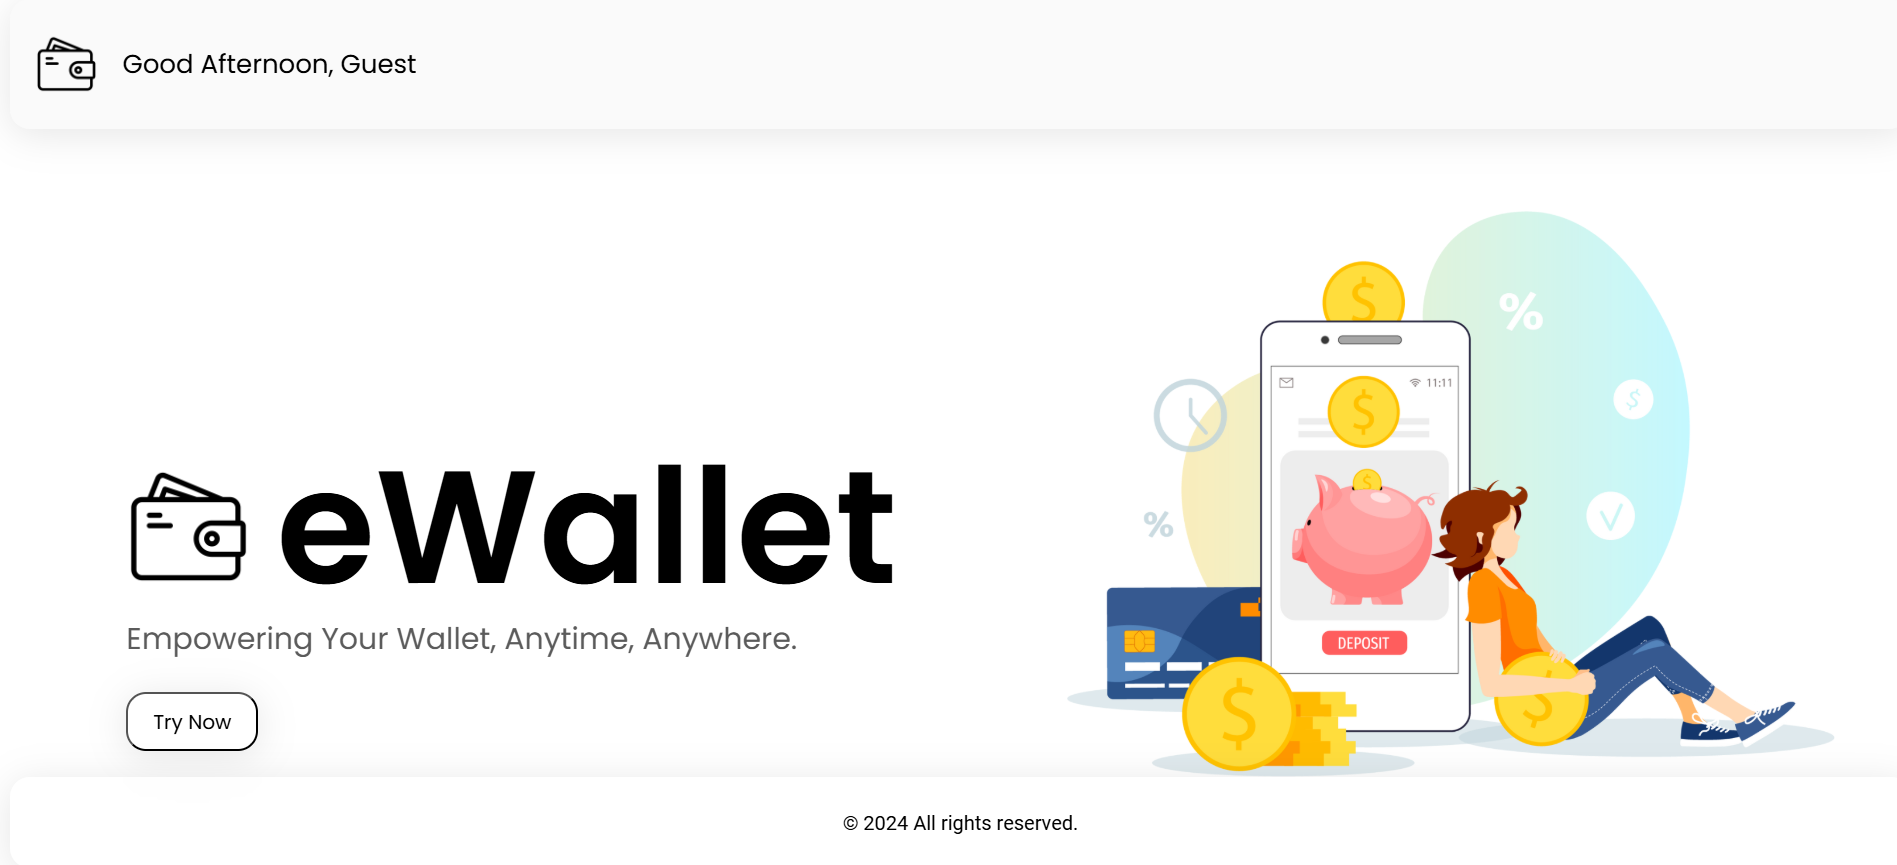 Good Afternoon, Guest
$
%
11:11
$
$
$
eWallet
%
V
Empowering Your Wallet, Anytime, Anywhere.
DEPOSIT
$
$
Try Now
© 2024 All rights reserved.